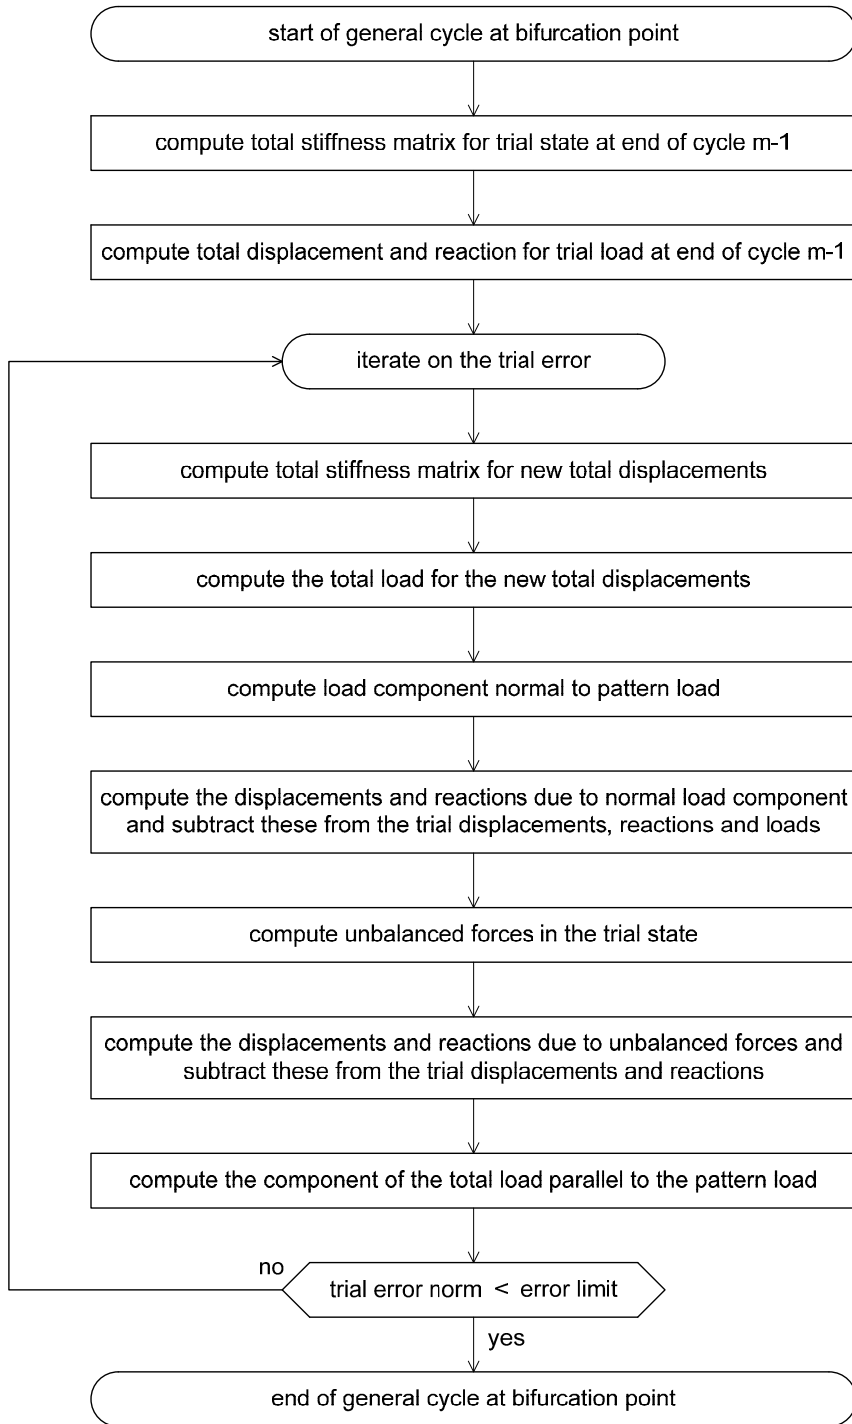 start of general cycle at bifurcation point
compute total stiffness matrix for trial state at end of cycle m-1
compute total displacement and reaction for trial load at end of cycle m-1
iterate on the trial error
compute total stiffness matrix for new total displacements
compute the total load for the new total displacements
compute load component normal to pattern load
compute the displacements and reactions due to normal load component
and subtract these from the trial displacements, reactions and loads
compute unbalanced forces in the trial state
compute the displacements and reactions due to unbalanced forces and
subtract these from the trial displacements and reactions
compute the component of the total load parallel to the pattern load
no
trial error norm < error limit
yes
end of general cycle at bifurcation point